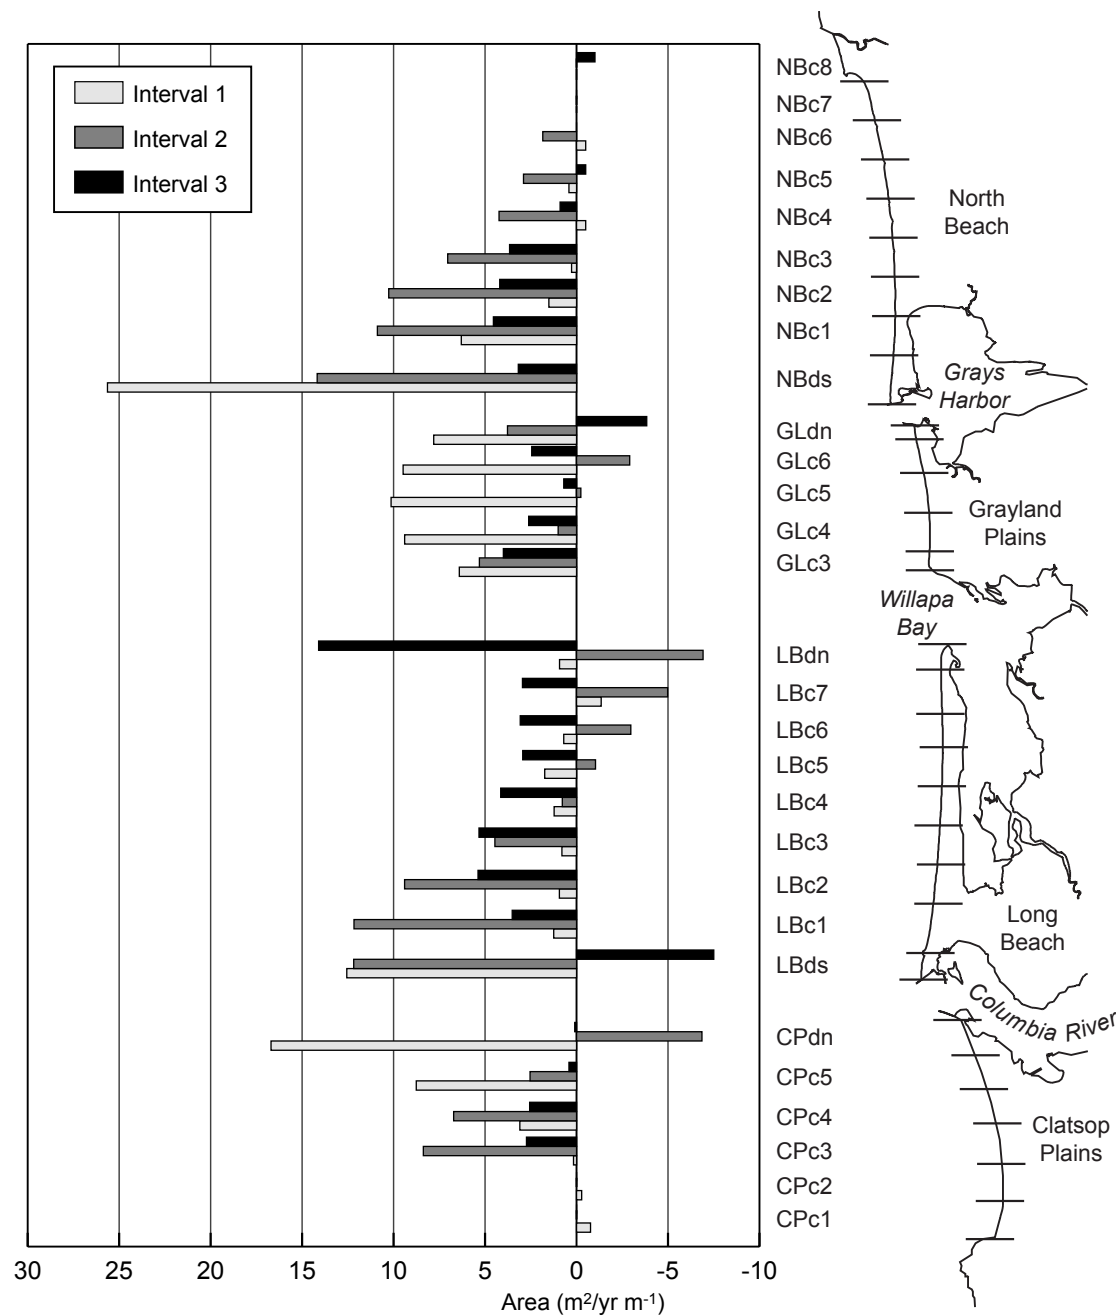 Interval 1
Interval 2
Interval 3
NBc8
NBc7
NBc6
NBc5
NBc4
NBc3
NBc2
NBc1
NBds
GLdn
GLc6
GLc5
GLc4
GLc3
LBdn
LBc7
LBc6
LBc5
LBc4
LBc3
LBc2
LBc1
LBds
CPdn
CPc5
CPc4
CPc3
CPc2
CPc1
North
Beach
Grays
Harbor
Grayland
Plains
Willapa
Bay
Long
Beach
Columbia River
Clatsop
Plains
30 25 20 15 10 5 0 -5 -10
Area (m²/yr m⁻¹)